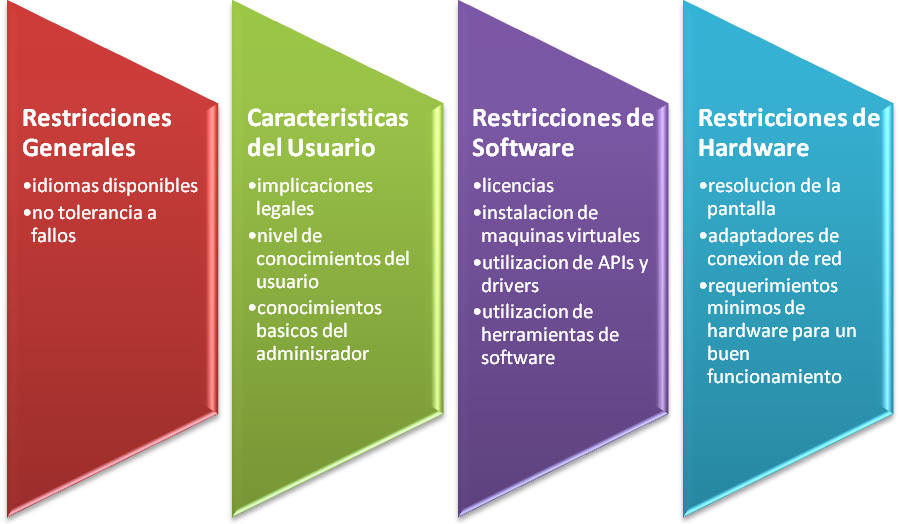 Restricciones
Generales
•idiomas disponibles
•no tolerancia a
fallos
Caracteristicas
del Usuario
•implicaciones
legales
•nivel de
conocimientos del
usuario
•conocimientos
basicos del
adminisrador
Restricciones de
Software
•licencias
•instalacion de
maquinas virtuales
•utilizacion de APIs y
drivers
•utilizacion de
herramientas de
software
Restricciones de
Hardware
•resolucion de la
pantalla
•adaptadores de
conexion de red
•requerimientos
minimos de
hardware para un
buen
funcionamiento